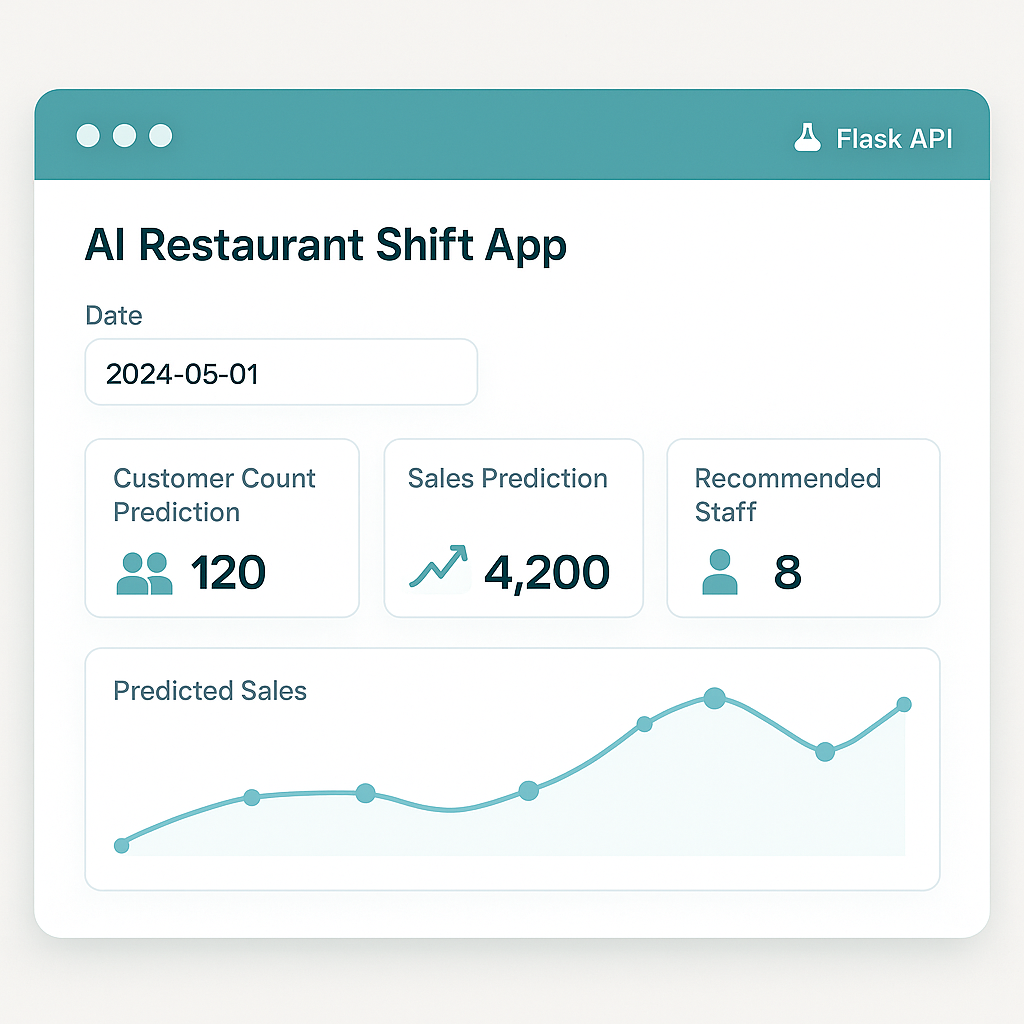 Flask API
AI Restaurant Shift App
Date
2024-05-01
Customer Count
Prediction
120
Sales Prediction
4,200
Recommended
Staff
8
Predicted Sales